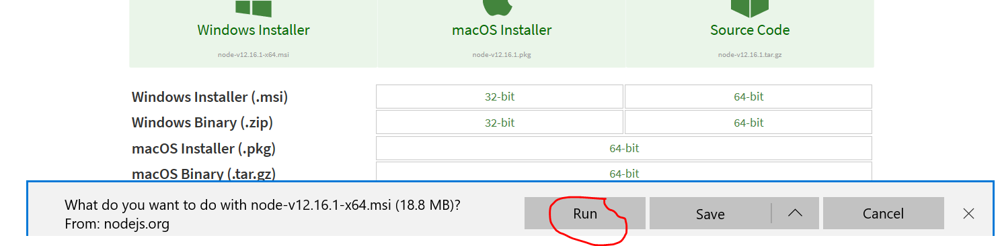 Windows Installer macOS Installer Source Code
node-v12.16.1-x64.msi node-v12.16.1.pkg node-v12.16.1.tar.gz
Windows Installer (.msi) 32-bit 64-bit
Windows Binary (.zip) 32-bit 64-bit
macOS Installer (.pkg) 64-bit
macOS Binary (.tar.gz) 64-bit
What do you want to do with node-v12.16.1-x64.msi (18.8 MB)?
From: nodejs.org
Run Save Cancel